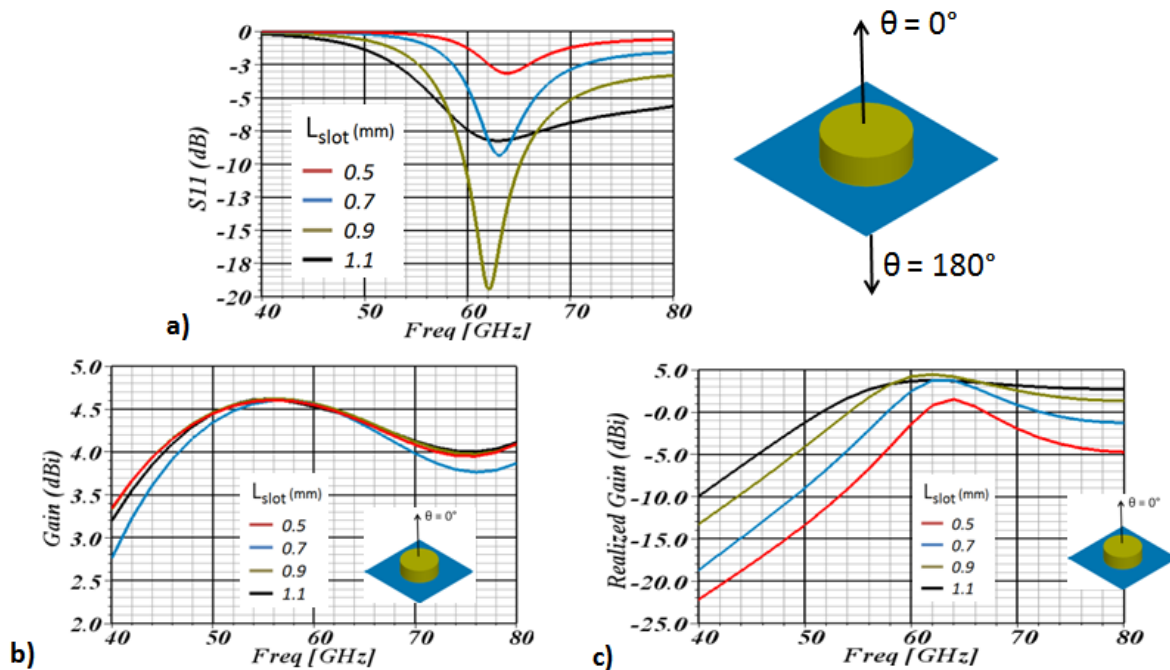 0
-3
-5
-8
-10
-13
-15
-18
-20
S11 (dB)
L slot (mm)
0.5
0.7
0.9
1.1
40 50 60 70 80
Freq [GHz]
a)
θ = 0°
θ = 180°
5.0
4.5
4.0
3.5
3.0
2.5
2.0
Gain (dBi)
L slot (mm)
0.5
0.7
0.9
1.1
θ = 0°
40 50 60 70 80
Freq [GHz]
b)
5.0
-0.0
-5.0
-10.0
-15.0
-20.0
-25.0
Realized Gain (dBi)
L slot (mm)
0.5
0.7
0.9
1.1
θ = 0°
40 50 60 70 80
Freq [GHz]
c)